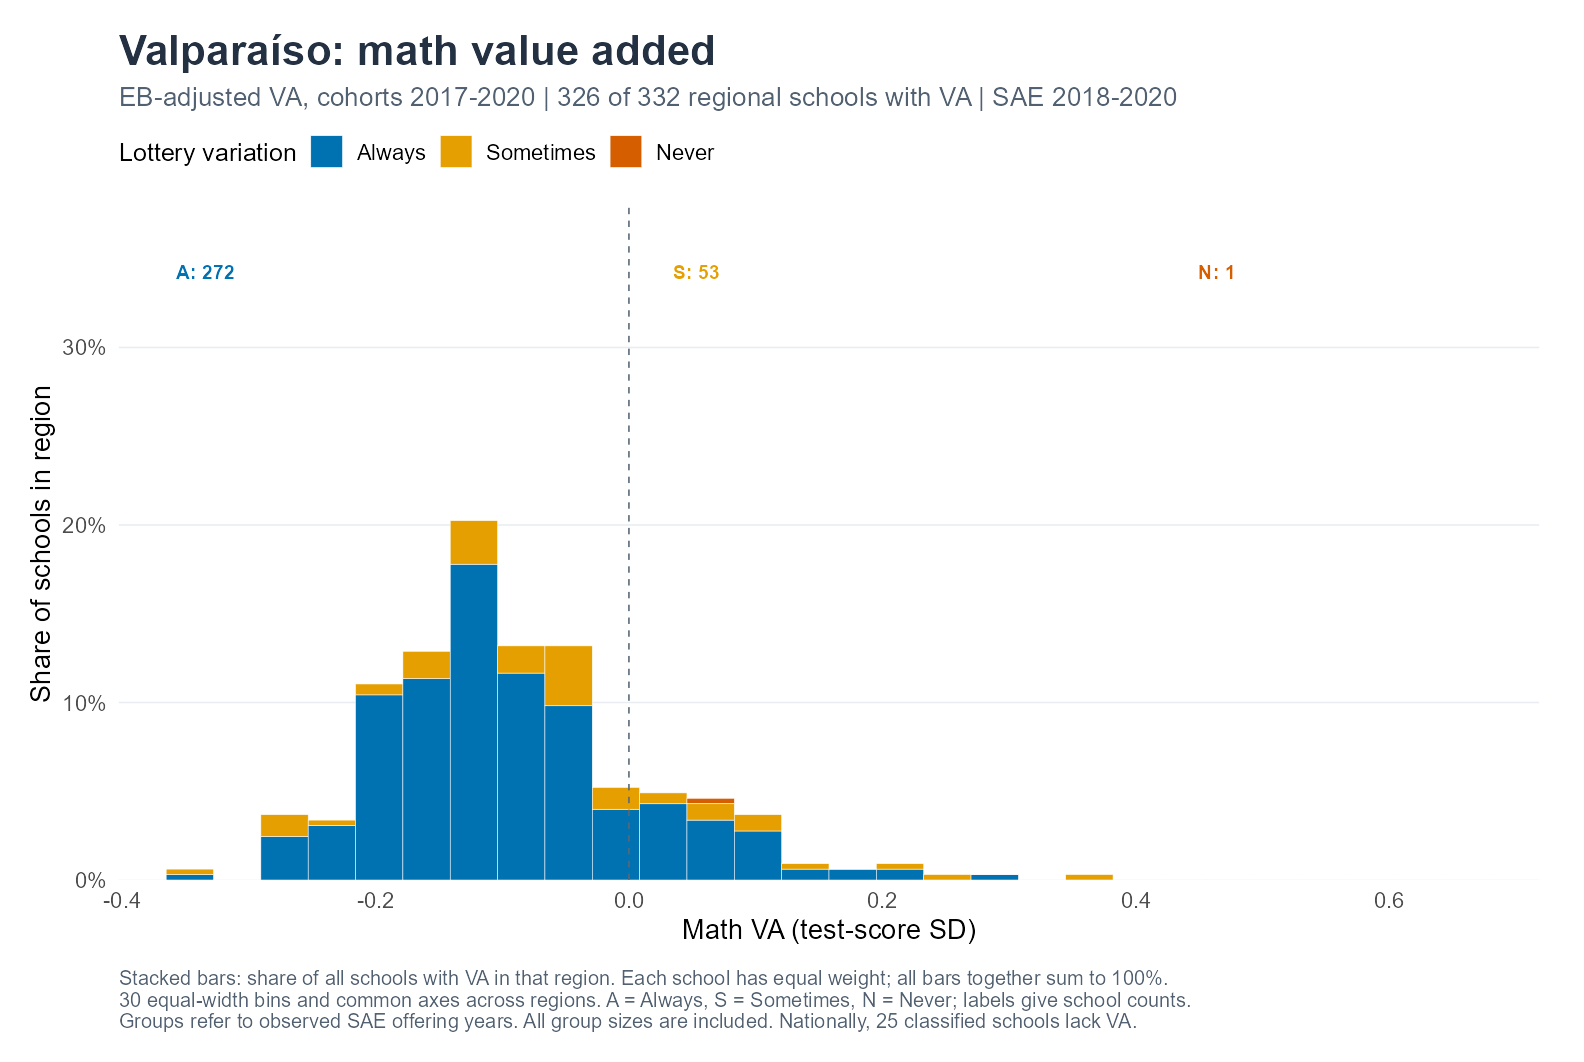 Valparaíso: math value added
EB-adjusted VA, cohorts 2017-2020 | 326 of 332 regional schools with VA | SAE 2018-2020
Lottery variation Always Sometimes Never
A: 272 S: 53 N: 1
30%
20%
10%
0%
Share of schools in region
-0.4 -0.2 0.0 0.2 0.4 0.6
Math VA (test-score SD)
Stacked bars: share of all schools with VA in that region. Each school has equal weight; all bars together sum to 100%.
30 equal-width bins and common axes across regions. A = Always, S = Sometimes, N = Never; labels give school counts.
Groups refer to observed SAE offering years. All group sizes are included. Nationally, 25 classified schools lack VA.